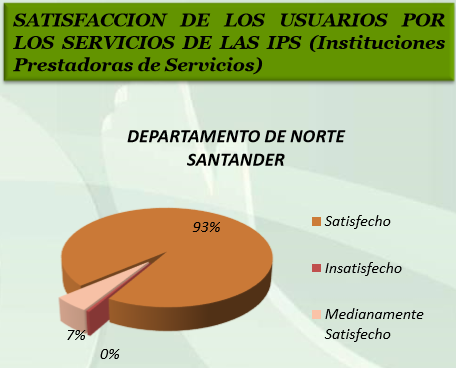 SATISFACCION DE LOS USUARIOS POR
LOS SERVICIOS DE LAS IPS (Instituciones
Prestadoras de Servicios)
DEPARTAMENTO DE NORTE
SANTANDER
93%
7%
0%
Satisfecho
Insatisfecho
Medianamente
Satisfecho